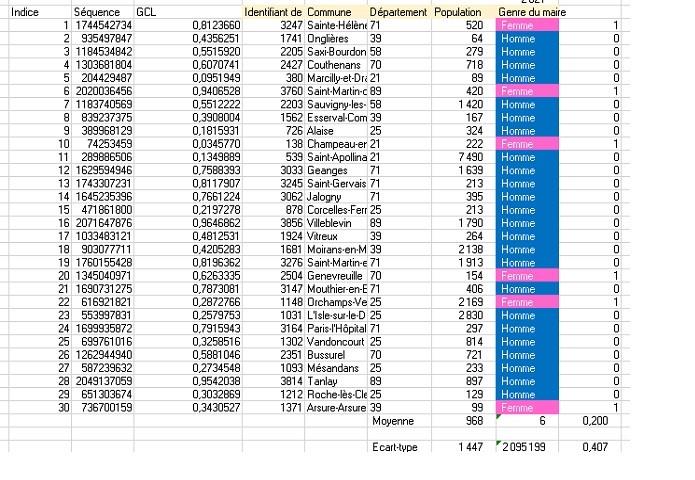 2021
Indice Séquence GCL Identifiant de Commune Département Population Genre du maire
1 1744542734 0,8123660 3247 Sainte-Hélène 71 520 Femme 1
2 935497847 0,4356251 1741 Onglières 39 64 Homme 0
3 1184534842 0,5515920 2205 Saxi-Bourdon 58 279 Homme 0
4 1303681804 0,6070741 2427 Couthenans 70 718 Homme 0
5 204429487 0,0951949 380 Marcilly-et-Dra 21 89 Homme 0
6 2020036456 0,9406528 3760 Saint-Martin-d 89 420 Femme 1
7 1183740569 0,5512222 2203 Sauvigny-les- 58 1 420 Homme 0
8 839237375 0,3908004 1562 Esserval-Com 39 167 Homme 0
9 389968129 0,1815931 726 Alaise 25 324 Homme 0
10 74253459 0,0345770 138 Champeau-en 21 222 Femme 1
11 289886506 0,1349889 539 Saint-Apollina 21 7 490 Homme 0
12 1629594946 0,7588393 3033 Geanges 71 1 639 Homme 0
13 1743307231 0,8117907 3245 Saint-Gervais 71 213 Homme 0
14 1645235396 0,7661224 3062 Jalogny 71 395 Homme 0
15 471861800 0,2197278 878 Corcelles-Ferr 25 213 Homme 0
16 2071647876 0,9646862 3856 Villeblevin 89 1 790 Homme 0
17 1033483121 0,4812531 1924 Vitreux 39 264 Homme 0
18 903077711 0,4205283 1681 Moirans-en-M 39 2 138 Homme 0
19 1760155428 0,8196362 3276 Saint-Martin-e 71 1 913 Homme 0
20 1345040971 0,6263335 2504 Genevreuille 70 154 Femme 1
21 1690731275 0,7873081 3147 Mouthier-en-B 71 406 Homme 0
22 616921821 0,2872766 1148 Orchamps-Ve 25 2 169 Femme 1
23 553997831 0,2579753 1031 L'Isle-sur-le-D 25 2 830 Homme 0
24 1699935872 0,7915943 3164 Paris-l'Hôpital 71 297 Homme 0
25 699761016 0,3258516 1302 Vandoncourt 25 814 Homme 0
26 1262944940 0,5881046 2351 Bussurel 70 721 Homme 0
27 587239632 0,2734548 1093 Mésandans 25 233 Homme 0
28 2049137059 0,9542038 3814 Tanlay 89 897 Homme 0
29 651303674 0,3032869 1212 Roche-lès-Cle 25 129 Homme 0
30 736700159 0,3430527 1371 Arsure-Arsure 39 99 Femme 1
Moyenne 968 6 0,200
Ecart-type 1 447 2 095 199 0,407